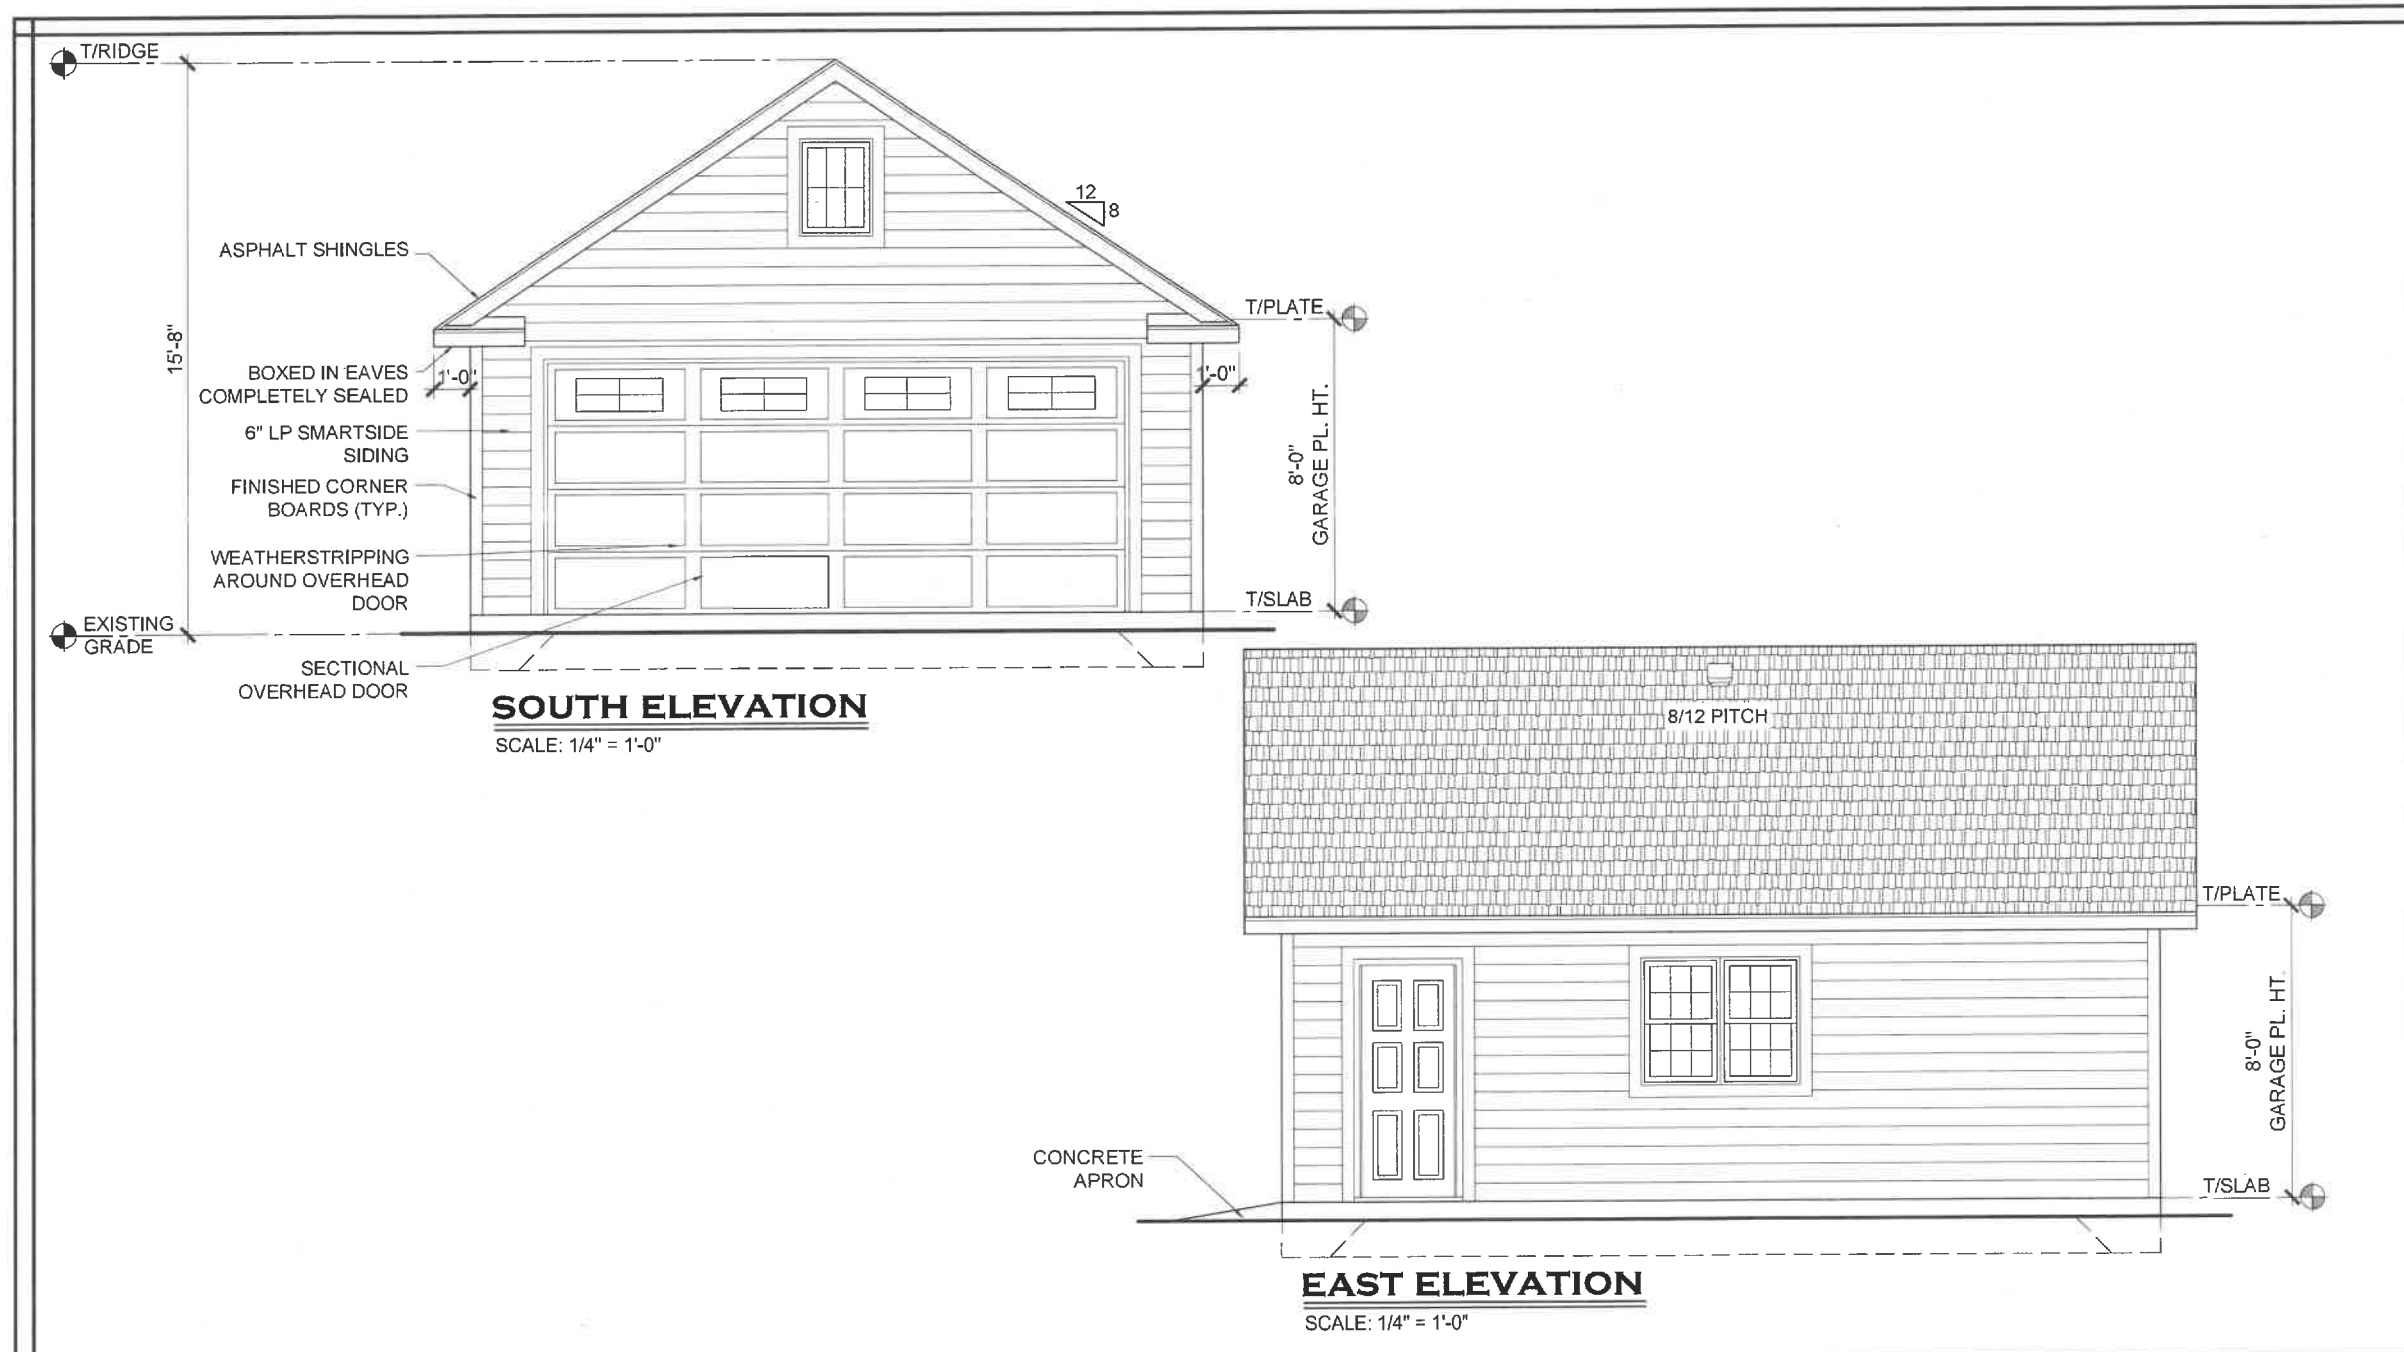 T/RIDGE
12
8
ASPHALT SHINGLES
T/PLATE
15'-8"
BOXED IN EAVES
COMPLETELY SEALED
1'-0"
1'-0"
6" LP SMARTSIDE
SIDING
8'-0"
GARAGE PL. HT.
FINISHED CORNER
BOARDS (TYP.)
WEATHERSTRIPPING
AROUND OVERHEAD
DOOR
T/SLAB
EXISTING
GRADE
SECTIONAL
OVERHEAD DOOR
SOUTH ELEVATION
SCALE: 1/4" = 1'-0"
8/12 PITCH
T/PLATE
8'-0"
GARAGE PL. HT.
CONCRETE
APRON
T/SLAB
EAST ELEVATION
SCALE: 1/4" = 1'-0"